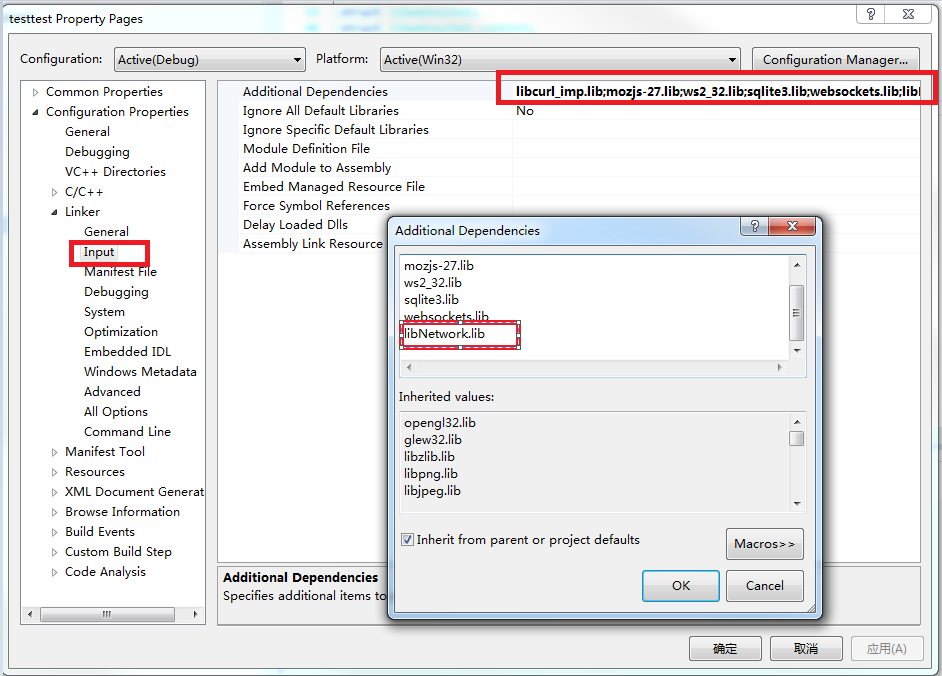 testtest Property Pages
Configuration: Active(Debug) Platform: Active(Win32) Configuration Manager...
Common Properties
Configuration Properties
General
Debugging
VC++ Directories
C/C++
Linker
General
Input
Manifest File
Debugging
System
Optimization
Embedded IDL
Windows Metadata
Advanced
All Options
Command Line
Manifest Tool
Resources
XML Document Generat
Browse Information
Build Events
Custom Build Step
Code Analysis
Additional Dependencies libcurl_imp.lib;mozjs-27.lib;ws2_32.lib;sqlite3.lib;websockets.lib;libl
Ignore All Default Libraries No
Ignore Specific Default Libraries
Module Definition File
Add Module to Assembly
Embed Managed Resource File
Force Symbol References
Delay Loaded Dlls
Assembly Link Resource
Additional Dependencies
mozjs-27.lib
ws2_32.lib
sqlite3.lib
websockets.lib
libNetwork.lib
Inherited values:
opengl32.lib
glew32.lib
libzlib.lib
libpng.lib
libjpeg.lib
Inherit from parent or project defaults
Macros>>
OK Cancel
Additional Dependencies
Specifies additional items to
确定 取消 应用(A)